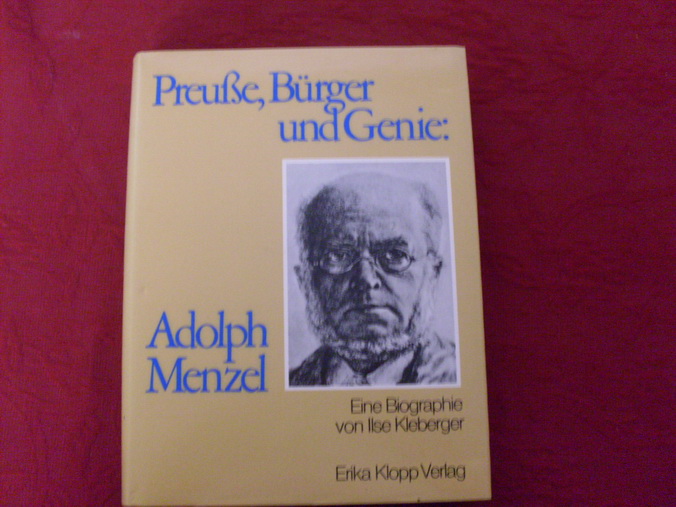 Preuße, Bürger
und Genie:
Adolph
Menzel
Eine Biographie
von Ilse Kleberger
Erika Klopp Verlag